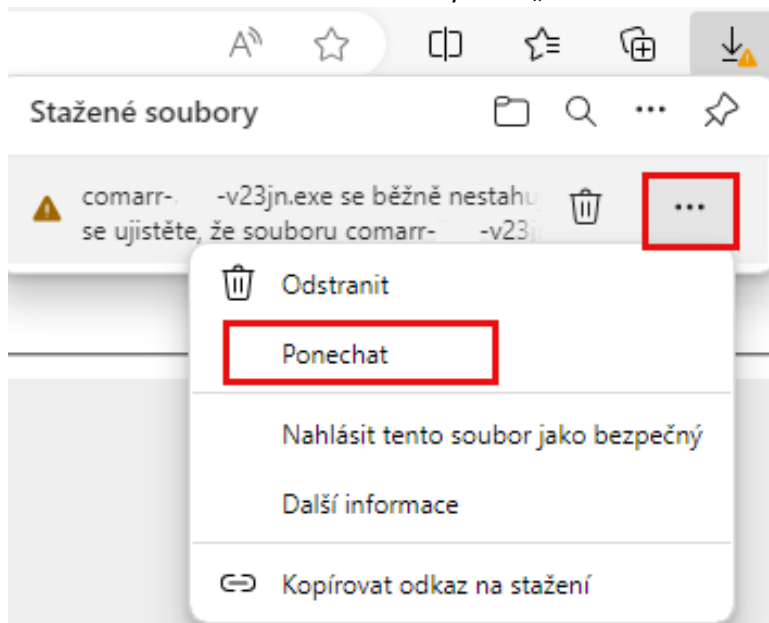 Stažené soubory
comarr- -v23jn.exe se běžně nestahu
se ujistěte, že souboru comarr- -v23j
Odstranit
Ponechat
Nahlásit tento soubor jako bezpečný
Další informace
Kopírovat odkaz na stažení